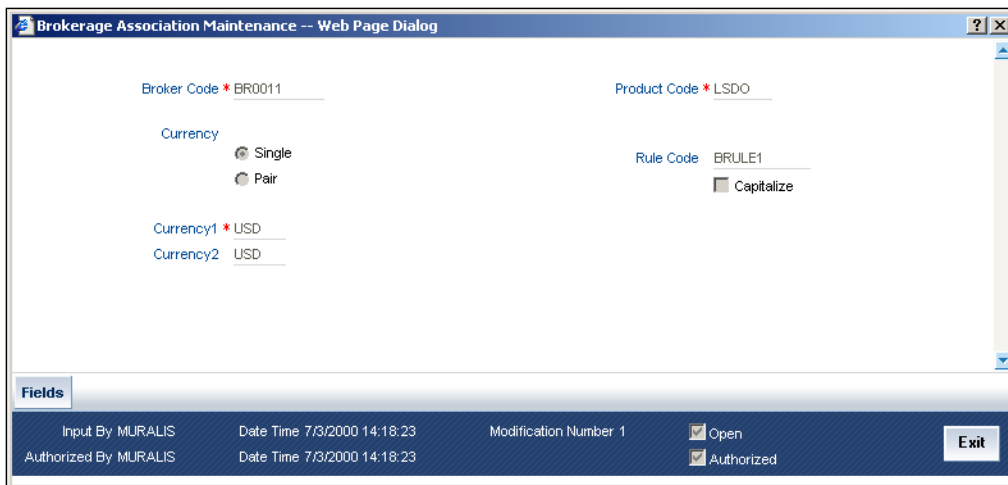 Brokerage Association Maintenance -- Web Page Dialog
Broker Code * BR0011
Product Code * LSDO
Currency
Single
Pair
Rule Code BRULE1
Capitalize
Currency1 * USD
Currency2 USD
Fields
Input By MURALIS Date Time 7/3/2000 14:18:23 Modification Number 1 Open
Authorized By MURALIS Date Time 7/3/2000 14:18:23 Authorized
Exit